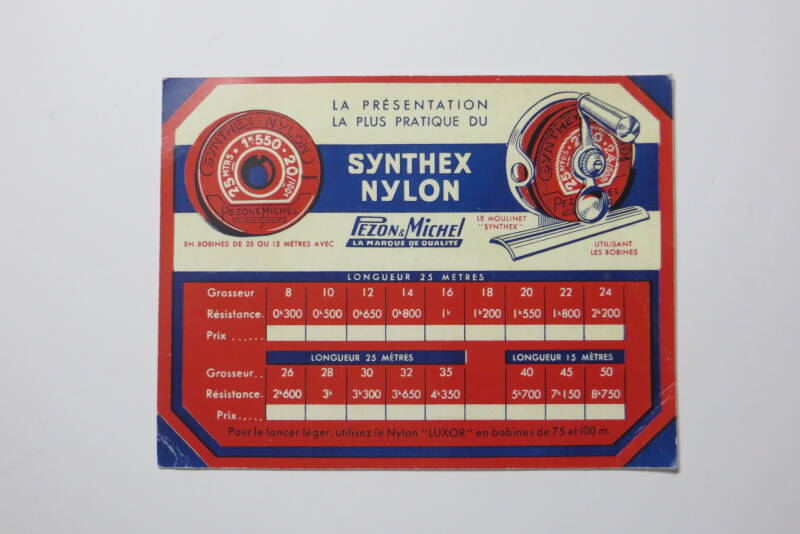 LA PRÉSENTATION
LA PLUS PRATIQUE DU
SYNTHEX
NYLON
SYNTHEX-NYLON
25 MTRS • 1K550 • 20/100e
PEZON & MICHEL
SYNTHEX
PEZON & MICHEL
PEZON & MICHEL
LA MARQUE DE QUALITÉ
LE MOULINET
"SYNTHEX"
EN BOBINES DE 25 OU 15 MÈTRES AVEC
UTILISANT
LES BOBINES
LONGUEUR 25 MÈTRES
Grosseur 8 10 12 14 16 18 20 22 24
Résistance. 0k300 0k500 0k650 0k800 1k 1k200 1k550 1k800 2k200
Prix ......
LONGUEUR 25 MÈTRES LONGUEUR 15 MÈTRES
Grosseur.. 26 28 30 32 35 40 45 50
Résistance. 2k600 3k 3k300 3k650 4k350 5k700 7k150 8k750
Prix.....
Pour le lancer léger, utilisez le Nylon "LUXOR" en bobines de 75 et 100 m.